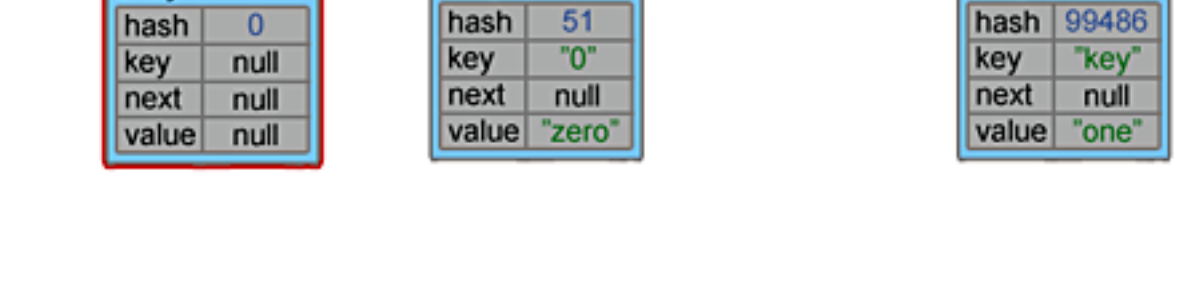 hash 0
key null
next null
value null
hash 51
key "0"
next null
value "zero"
hash 99486
key "key"
next null
value "one"